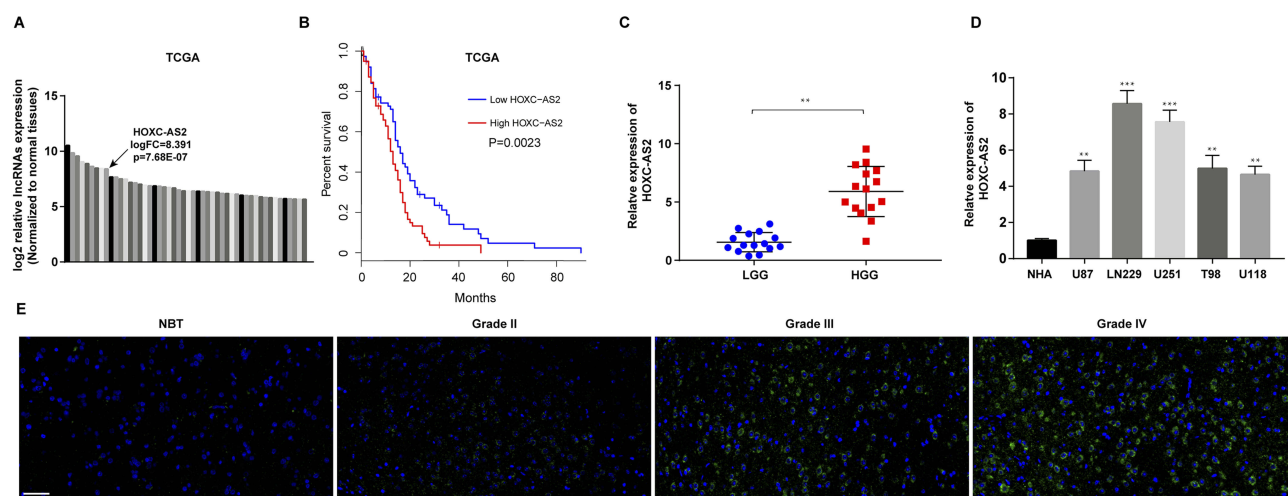 A
TCGA
log2 relative lncRNAs expression
(Normalized to normal tissues)
15
10
5
0
HOXC-AS2
logFC=8.391
p=7.68E-07
B
TCGA
Percent survival
1.0
0.8
0.6
0.4
0.2
0
Low HOXC−AS2
High HOXC−AS2
P=0.0023
0 20 40 60 80
Months
C
Relatve expression of
HOXC-AS2
15
10
5
0
**
LGG HGG
D
Relatve expression of
HOXC-AS2
10
8
6
4
2
0
** *** *** ** **
NHA U87 LN229 U251 T98 U118
E
NBT Grade II Grade III Grade IV